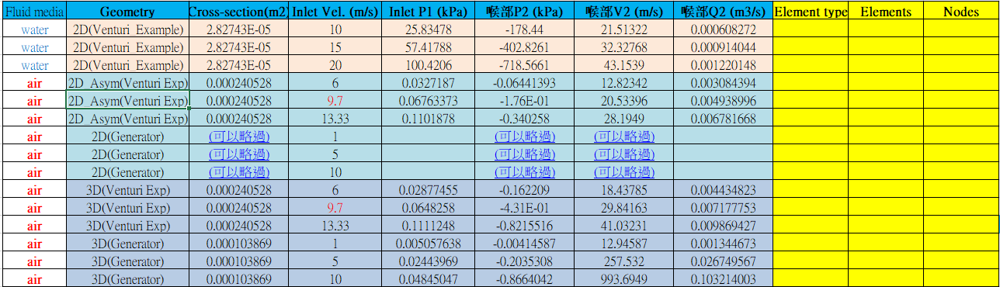 Fluid media Geometry Cross-section(m2) Inlet Vel. (m/s) Inlet P1 (kPa) 喉部P2 (kPa) 喉部V2 (m/s) 喉部Q2 (m3/s) Element type Elements Nodes
water 2D(Venturi_Example) 2.82743E-05 10 25.83478 -178.44 21.51322 0.000608272
water 2D(Venturi_Example) 2.82743E-05 15 57.41788 -402.8261 32.32768 0.000914044
water 2D(Venturi_Example) 2.82743E-05 20 100.4206 -718.5661 43.1539 0.001220148
air 2D_Asym(Venturi Exp) 0.000240528 6 0.0327187 -0.06441393 12.82342 0.003084394
air 2D_Asym(Venturi Exp) 0.000240528 9.7 0.06763373 -1.76E-01 20.53396 0.004938996
air 2D_Asym(Venturi Exp) 0.000240528 13.33 0.1101878 -0.340258 28.1949 0.006781668
air 2D(Generator) (可以略過) 1 (可以略過) (可以略過)
air 2D(Generator) (可以略過) 5 (可以略過) (可以略過)
air 2D(Generator) (可以略過) 10 (可以略過) (可以略過)
air 3D(Venturi Exp) 0.000240528 6 0.02877455 -0.162209 18.43785 0.004434823
air 3D(Venturi Exp) 0.000240528 9.7 0.0648258 -4.31E-01 29.84163 0.007177753
air 3D(Venturi Exp) 0.000240528 13.33 0.1111248 -0.8215516 41.03231 0.009869427
air 3D(Generator) 0.000103869 1 0.005057638 -0.00414587 12.94587 0.001344673
air 3D(Generator) 0.000103869 5 0.02443969 -0.2035308 257.532 0.026749567
air 3D(Generator) 0.000103869 10 0.04845047 -0.8664042 993.6949 0.103214003